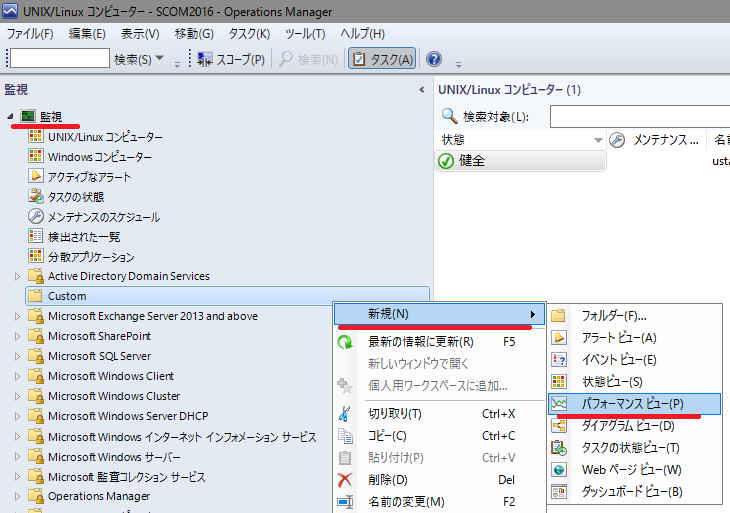 UNIX/Linux コンピューター - SCOM2016 - Operations Manager
ファイル(F) 編集(E) 表示(V) 移動(G) タスク(K) ツール(T) ヘルプ(H)
検索(S) スコープ(P) 検索(N) タスク(A)
監視
監視
UNIX/Linux コンピューター
Windows コンピューター
アクティブなアラート
タスクの状態
メンテナンスのスケジュール
検出された一覧
分散アプリケーション
Active Directory Domain Services
Custom
Microsoft Exchange Server 2013 and above
Microsoft SharePoint
Microsoft SQL Server
Microsoft Windows Client
Microsoft Windows Cluster
Microsoft Windows Server DHCP
Microsoft Windows インターネット インフォメーション サービス
Microsoft Windows サーバー
Microsoft 監査コレクション サービス
Operations Manager
UNIX/Linux コンピューター (1)
検索対象(L):
状態 メンテナンス ... 名前
健全 usta
新規(N)
最新の情報に更新(R) F5
新しいウィンドウで開く
個人用ワークスペースに追加...
切り取り(T) Ctrl+X
コピー(C) Ctrl+C
貼り付け(P) Ctrl+V
削除(D) Del
名前の変更(M) F2
フォルダー(F)...
アラート ビュー(A)
イベント ビュー(E)
状態ビュー(S)
パフォーマンス ビュー(P)
ダイアグラム ビュー(D)
タスクの状態ビュー(T)
Web ページ ビュー(W)
ダッシュボード ビュー(B)